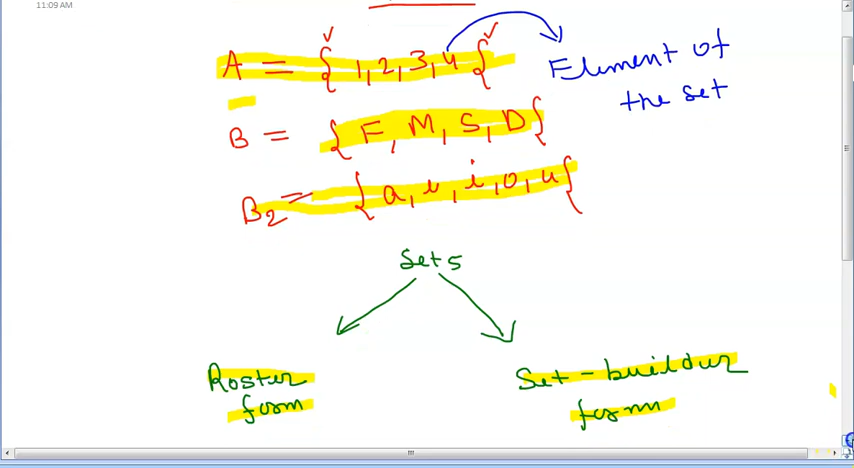 11:09 AM
A = { 1, 2, 3, 4 {
Element of
the set
B = { F, M, S, D {
B2 = { a, e, i, o, u {
Sets
Roster
form
Set - builder
form